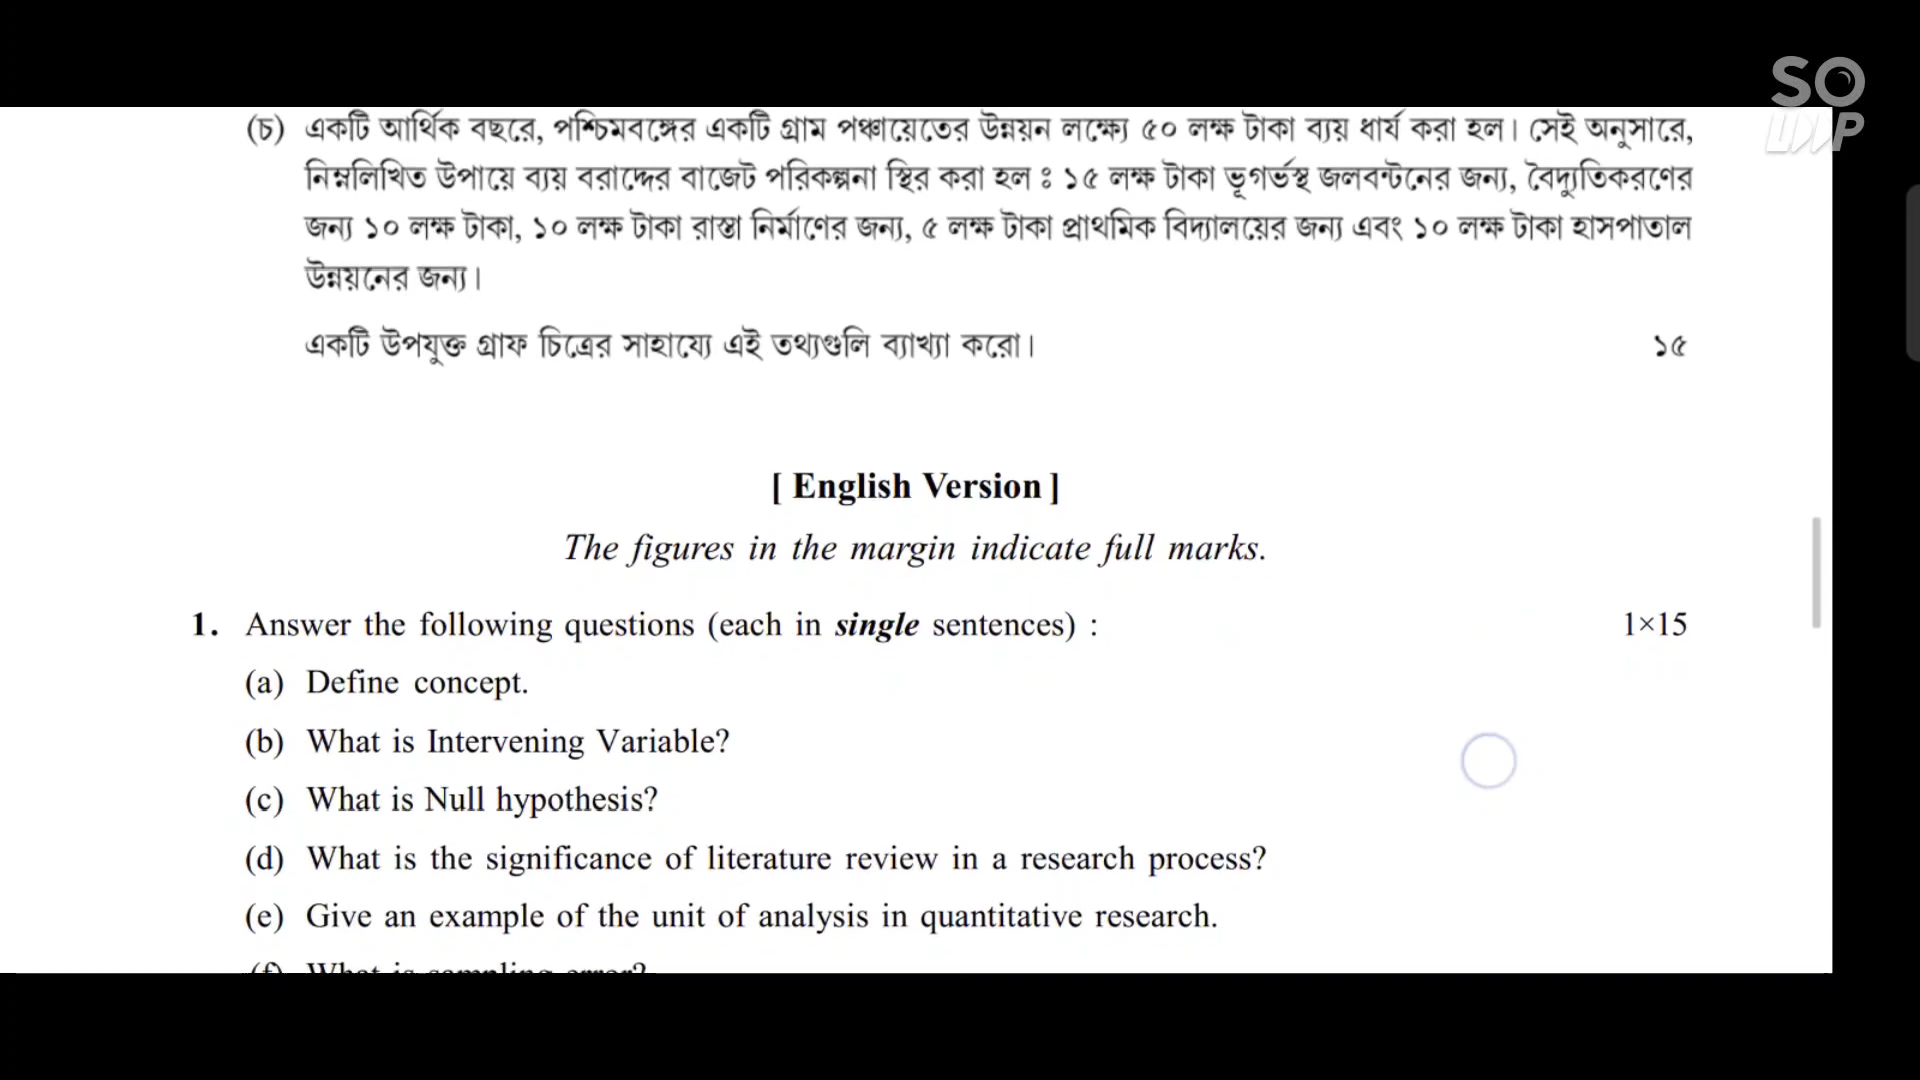 SO
(চ) একটি আর্থিক বছরে, পশ্চিমবঙ্গের একটি গ্রাম পঞ্চায়েতের উন্নয়ন লক্ষ্যে ৫০ লক্ষ টাকা ব্যয় ধার্য করা হল। সেই অনুসারে,
নিম্নলিখিত উপায়ে ব্যয় বরাদ্দের বাজেট পরিকল্পনা স্থির করা হল ঃ ১৫ লক্ষ টাকা ভূগর্ভস্থ জলবন্টনের জন্য, বৈদ্যুতিকরণের
জন্য ১০ লক্ষ টাকা, ১০ লক্ষ টাকা রাস্তা নির্মাণের জন্য, ৫ লক্ষ টাকা প্রাথমিক বিদ্যালয়ের জন্য এবং ১০ লক্ষ টাকা হাসপাতাল
উন্নয়নের জন্য।
একটি উপযুক্ত গ্রাফ চিত্রের সাহায্যে এই তথ্যগুলি ব্যাখ্যা করো। ১৫
[ English Version ]
The figures in the margin indicate full marks.
1. Answer the following questions (each in single sentences) : 1×15
(a) Define concept.
(b) What is Intervening Variable?
(c) What is Null hypothesis?
(d) What is the significance of literature review in a research process?
(e) Give an example of the unit of analysis in quantitative research.
(f) What is sampling error?